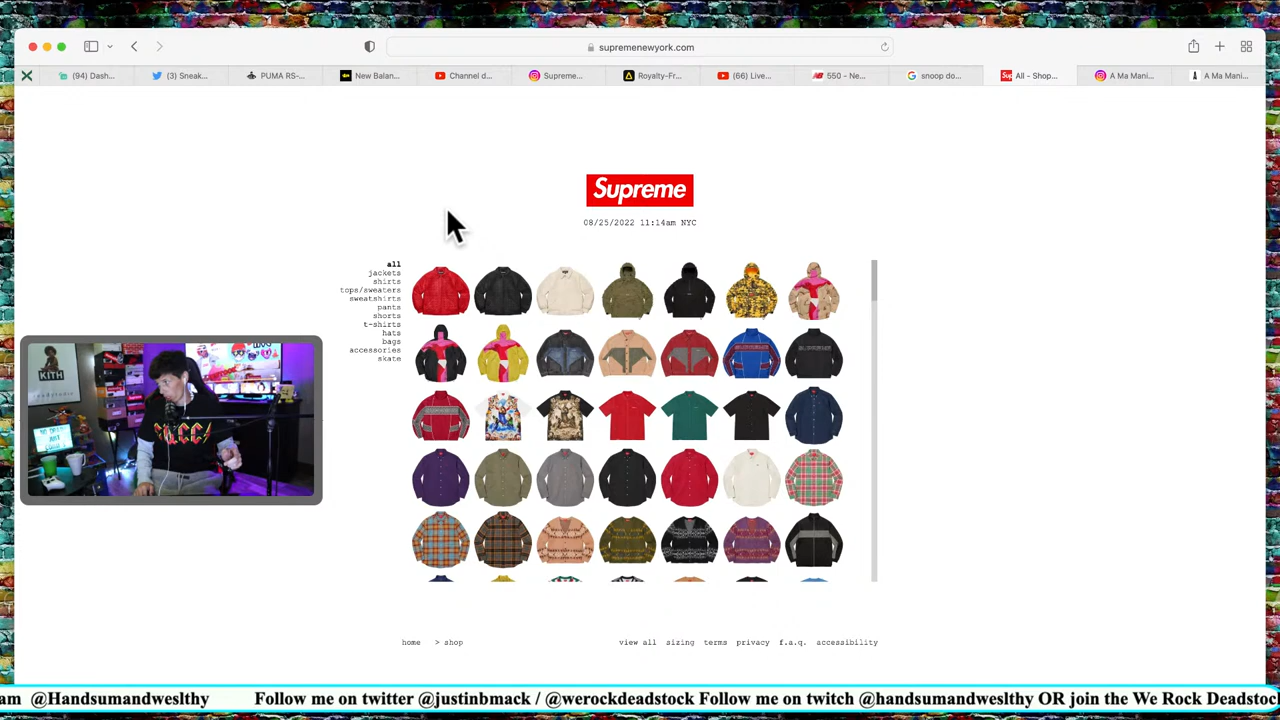 supremenewyork.com
(94) Dash...
(3) Sneak...
PUMA RS-...
New Balan...
Channel d...
Supreme...
Royalty-Fr...
(66) Live...
550 - Ne...
snoop do...
All - Shop...
A Ma Mani...
A Ma Mani...
Supreme
08/25/2022 11:14am NYC
all
jackets
shirts
tops/sweaters
sweatshirts
pants
shorts
t-shirts
hats
bags
accessories
skate
KITH
home > shop
view all sizing terms privacy f.a.q. accessibility
am @Handsumandweslthy Follow me on twitter @justinbmack / @werockdeadstock Follow me on twitch @handsumandweslthy OR join the We Rock Deadstoc